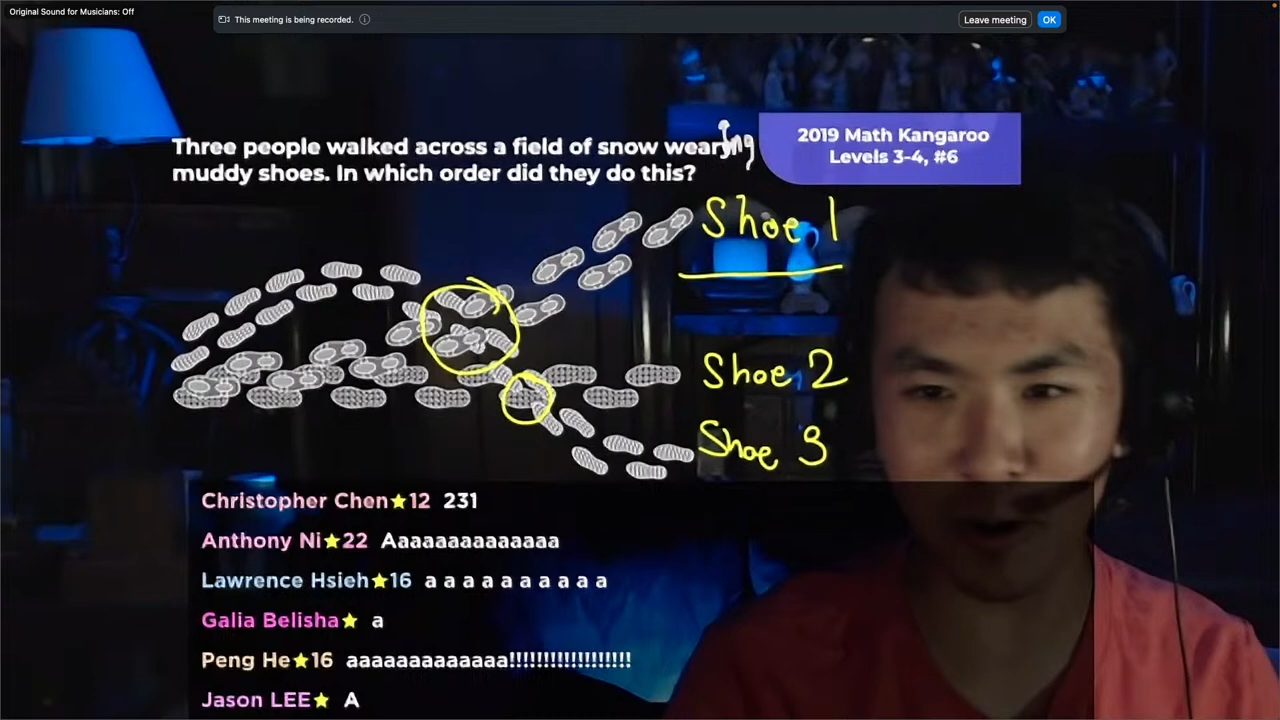 Original Sound for Musicians: Off
This meeting is being recorded.
Leave meeting
OK
Three people walked across a field of snow wearing
muddy shoes. In which order did they do this?
2019 Math Kangaroo
Levels 3-4, #6
Shoe 1
Shoe 2
Shoe 3
Christopher Chen★12 231
Anthony Ni★22 Aaaaaaaaaaaaaa
Lawrence Hsieh★16 a a a a a a a a a a
Galia Belisha★ a
Peng He★16 aaaaaaaaaaaaa!!!!!!!!!!!!!!!!!!
Jason LEE★ A